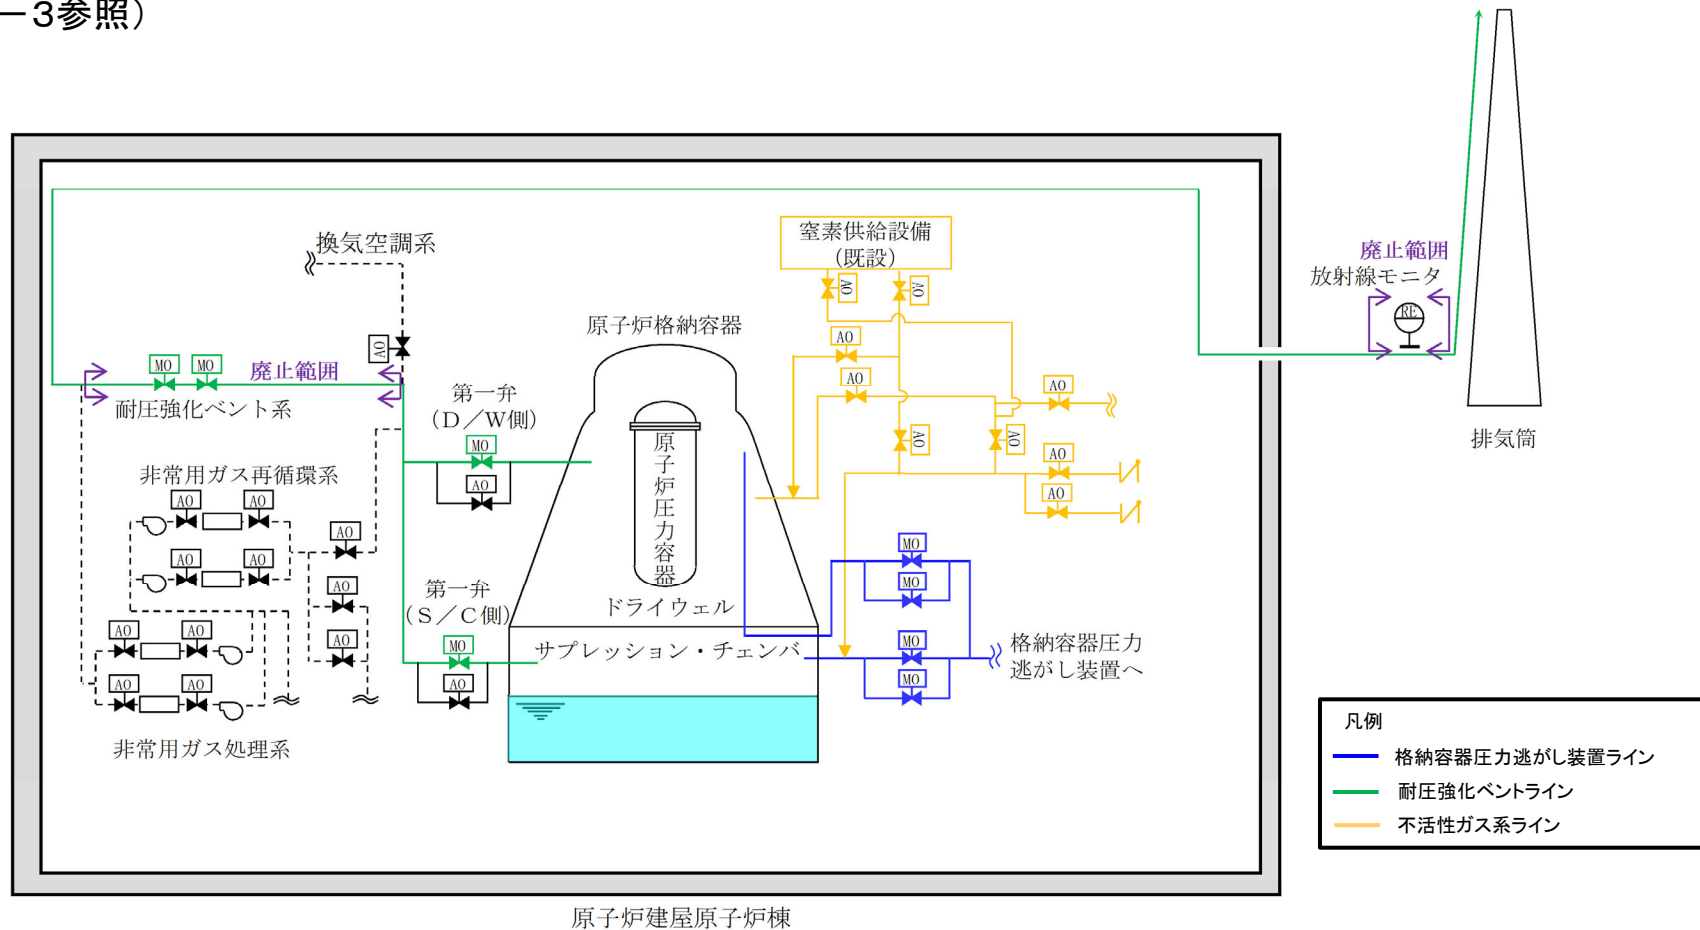 －3参照）
換気空調系
AO
MO
MO
廃止範囲
耐圧強化ベント系
第一弁
（D／W側）
MO
AO
非常用ガス再循環系
AO
AO
AO
AO
AO
AO
AO
AO
AO
AO
AO
非常用ガス処理系
第一弁
（S／C側）
MO
AO
原子炉格納容器
原子炉圧力容器
ドライウェル
サプレッション・チェンバ
窒素供給設備
（既設）
AO
AO
AO
AO
AO
AO
AO
AO
AO
MO
MO
MO
MO
格納容器圧力
逃がし装置へ
廃止範囲
放射線モニタ
RE
排気筒
凡例
格納容器圧力逃がし装置ライン
耐圧強化ベントライン
不活性ガス系ライン
原子炉建屋原子炉棟